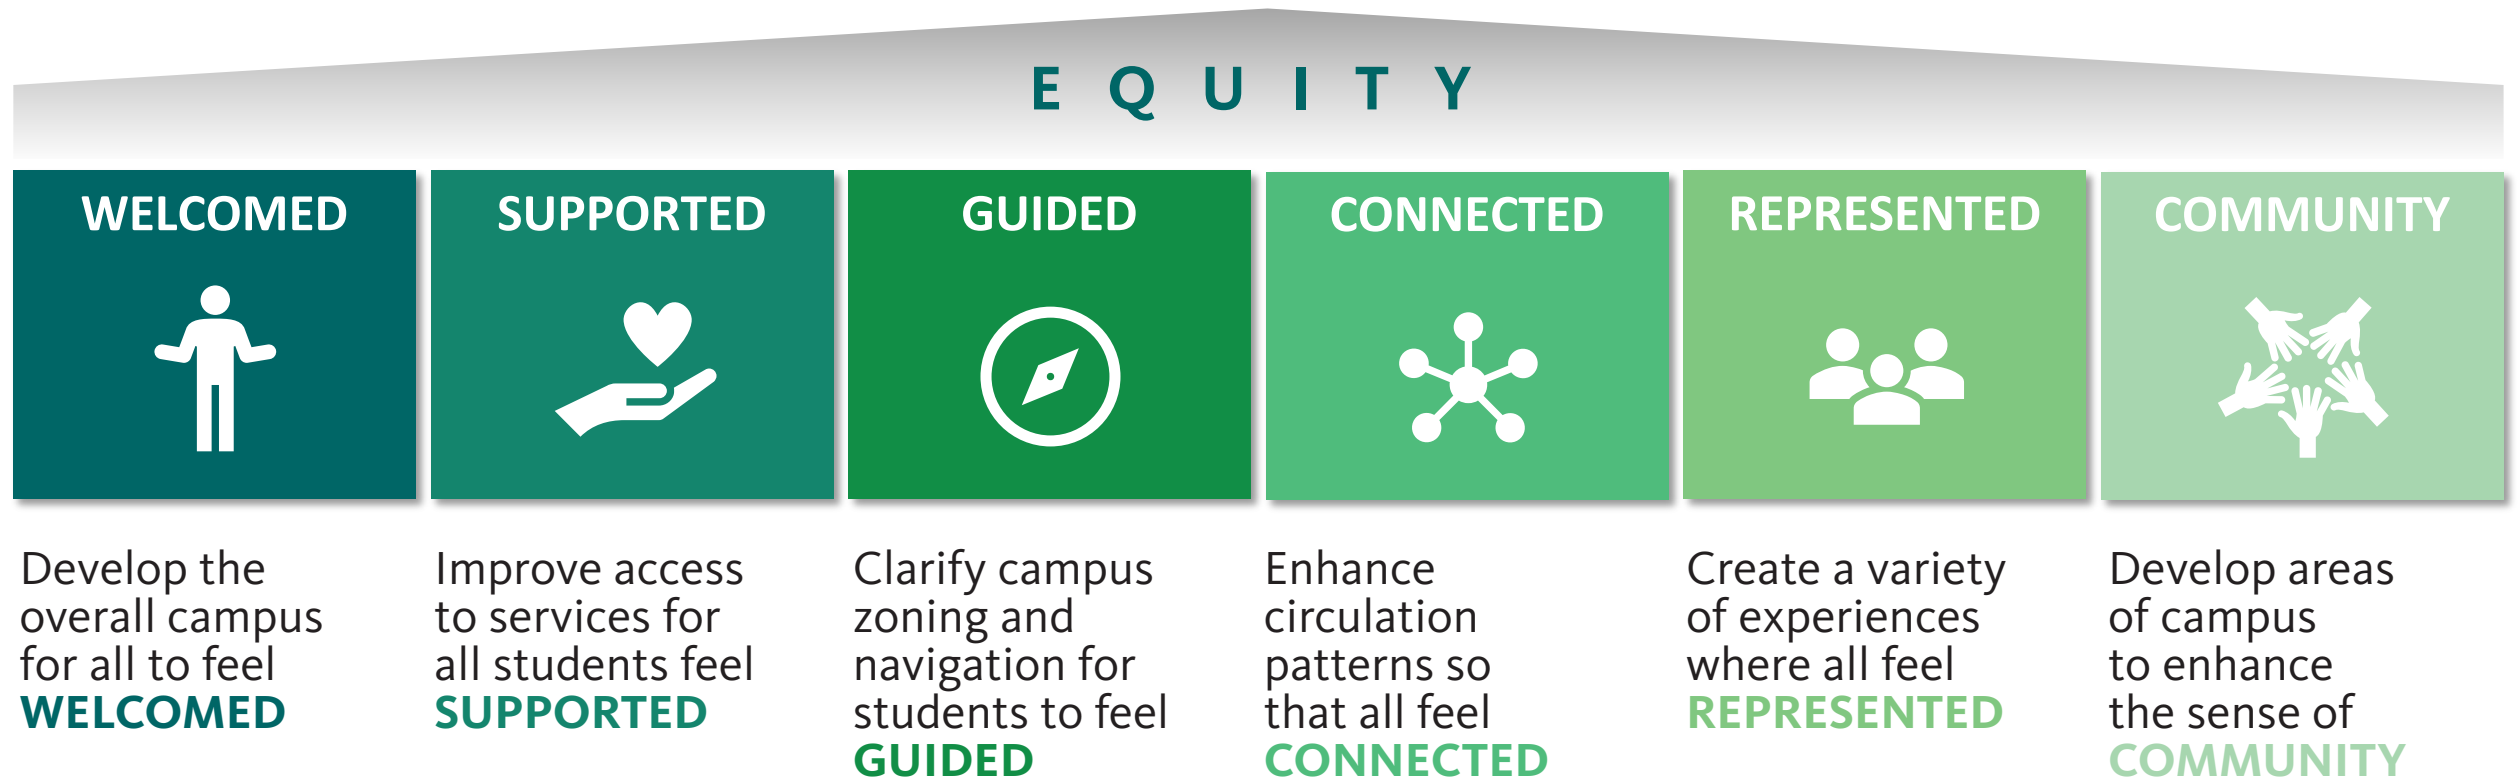 EQUITY
WELCOMED
SUPPORTED
GUIDED
CONNECTED
REPRESENTED
COMMUNITY
Develop the
overall campus
for all to feel
WELCOMED
Improve access
to services for
all students feel
SUPPORTED
Clarify campus
zoning and
navigation for
students to feel
GUIDED
Enhance
circulation
patterns so
that all feel
CONNECTED
Create a variety
of experiences
where all feel
REPRESENTED
Develop areas
of campus
to enhance
the sense of
COMMUNITY